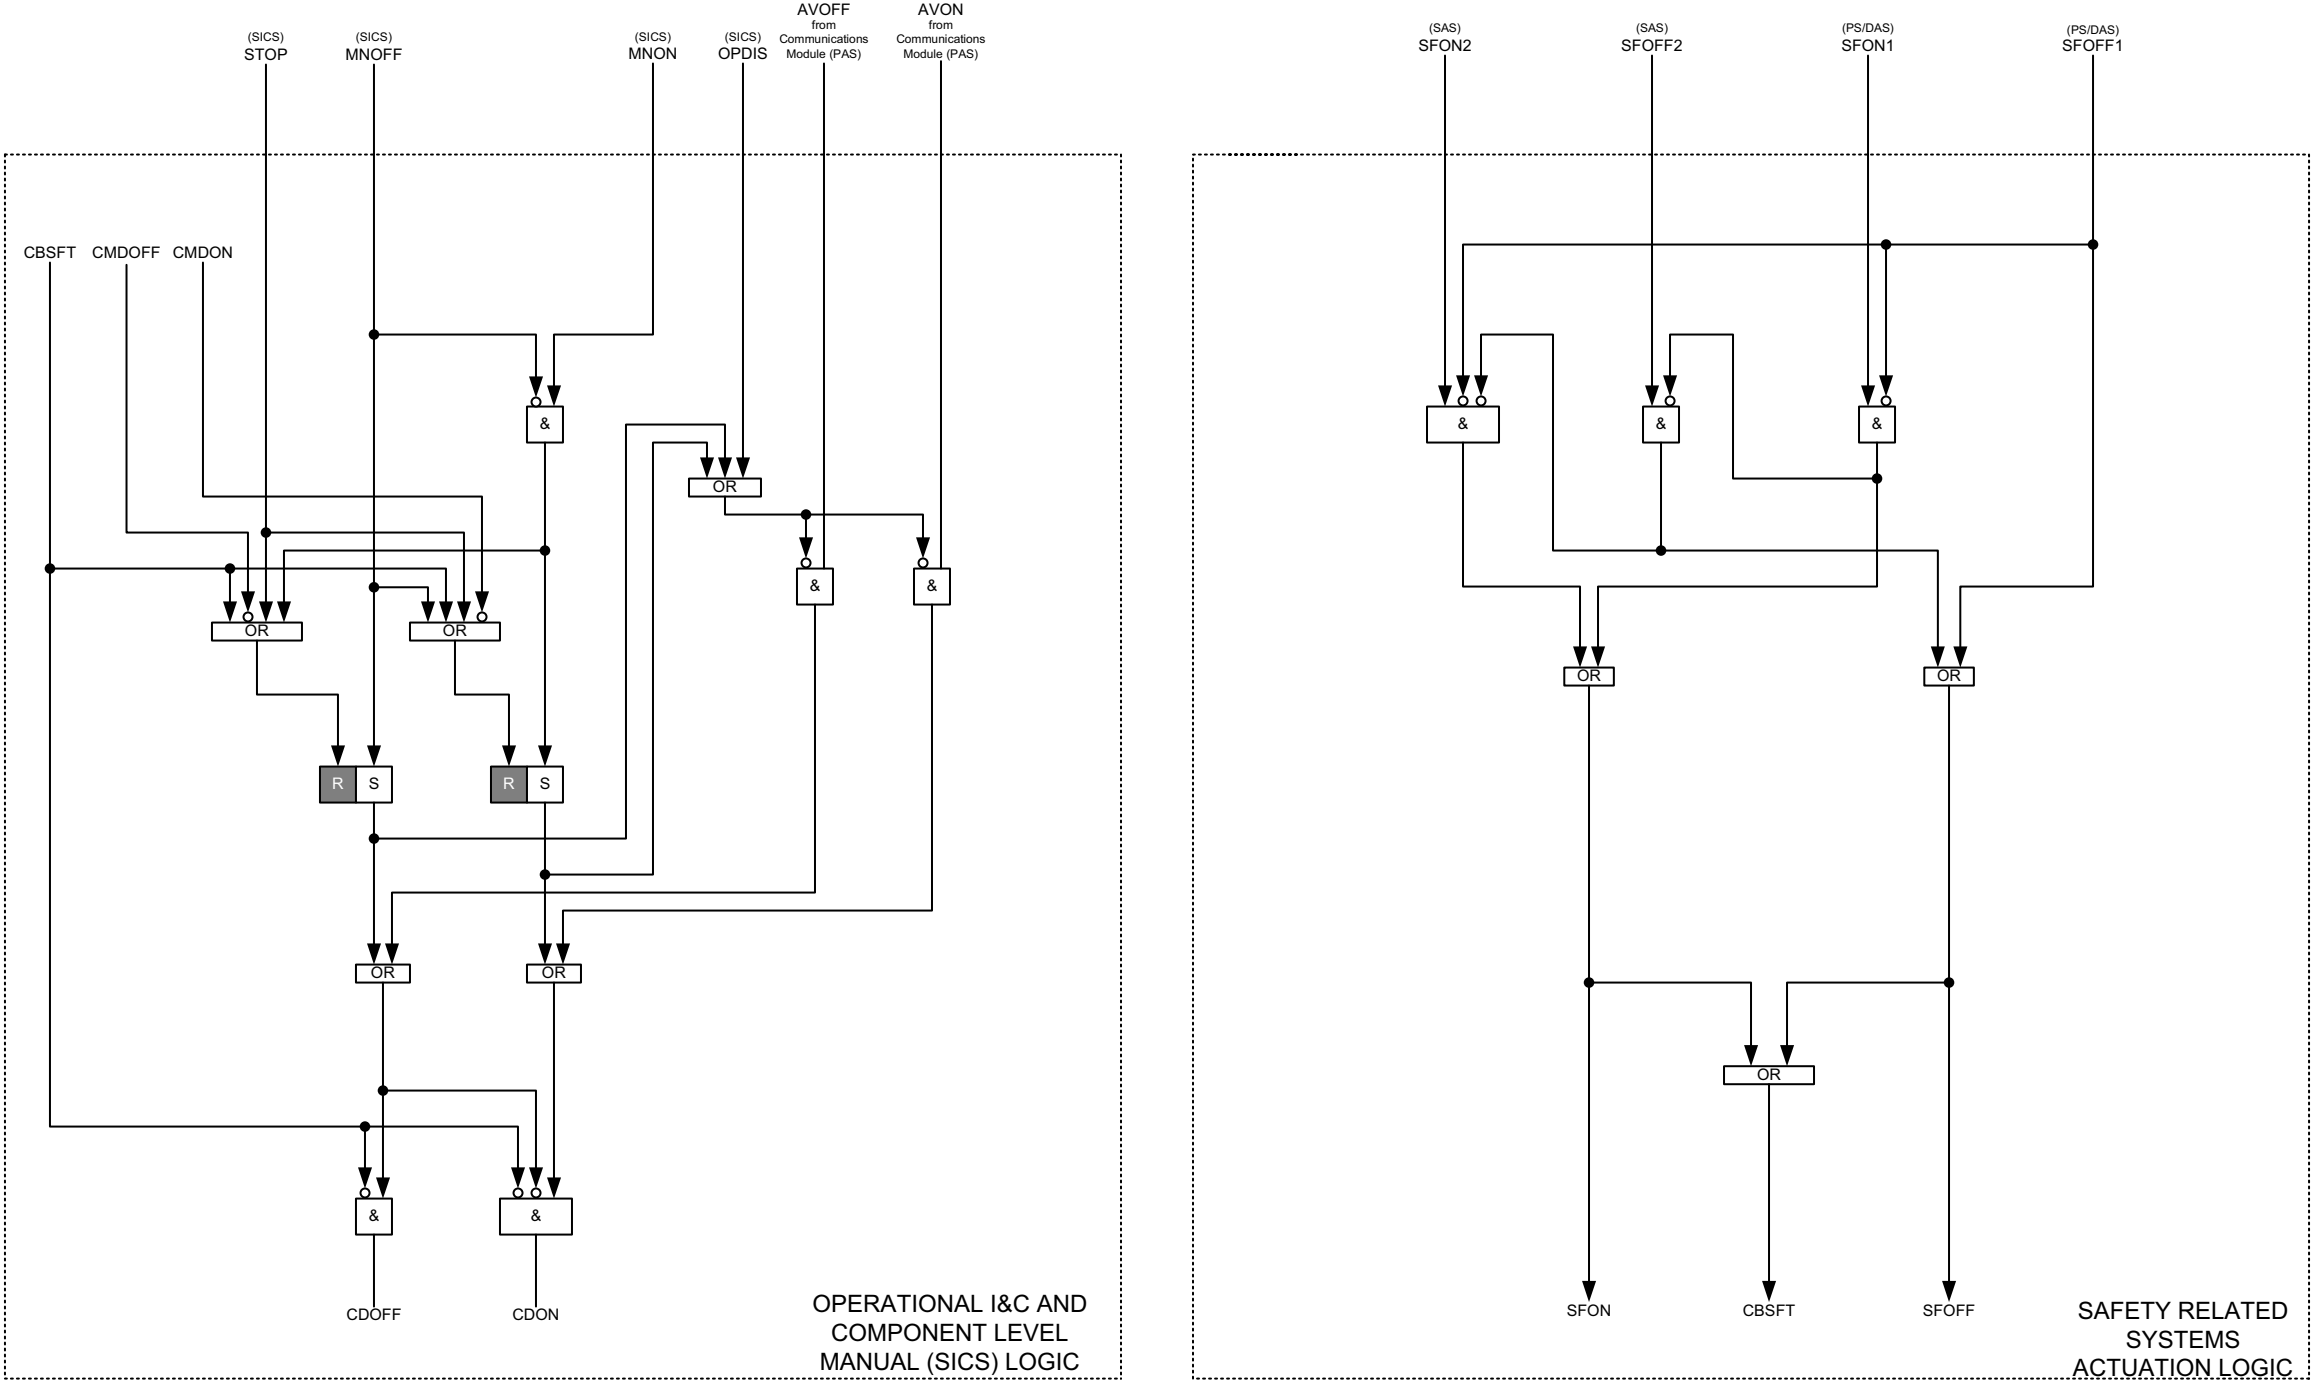 AVOFF
from
Communications
Module (PAS)
AVON
from
Communications
Module (PAS)
(SICS)
STOP
(SICS)
MNOFF
(SICS)
MNON
(SICS)
OPDIS
(SAS)
SFON2
(SAS)
SFOFF2
(PS/DAS)
SFON1
(PS/DAS)
SFOFF1
CBSFT
CMDOFF
CMDON
&
&
&
&
OR
&
&
OR
OR
OR
OR
R
S
R
S
OR
OR
OR
&
&
CDOFF
CDON
SFON
CBSFT
SFOFF
OPERATIONAL I&C AND
COMPONENT LEVEL
MANUAL (SICS) LOGIC
SAFETY RELATED
SYSTEMS
ACTUATION LOGIC